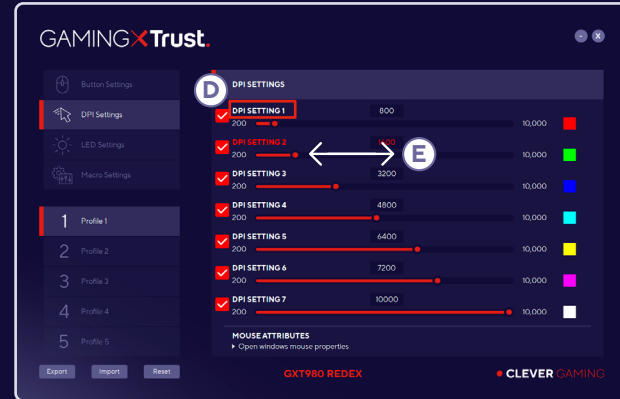 GAMING X Trust.
- x
Button Settings
DPI Settings
LED Settings
Macro Settings
1 Profile 1
2 Profile 2
3 Profile 3
4 Profile 4
5 Profile 5
Export Import Reset
D
DPI SETTINGS
DPI SETTING 1 800
200 10,000
DPI SETTING 2
200 10,000
E
DPI SETTING 3 3200
200 10,000
DPI SETTING 4 4800
200 10,000
DPI SETTING 5 6400
200 10,000
DPI SETTING 6 7200
200 10,000
DPI SETTING 7 10000
200 10,000
MOUSE ATTRIBUTES
Open windows mouse properties
GXT980 REDEX
CLEVER GAMING